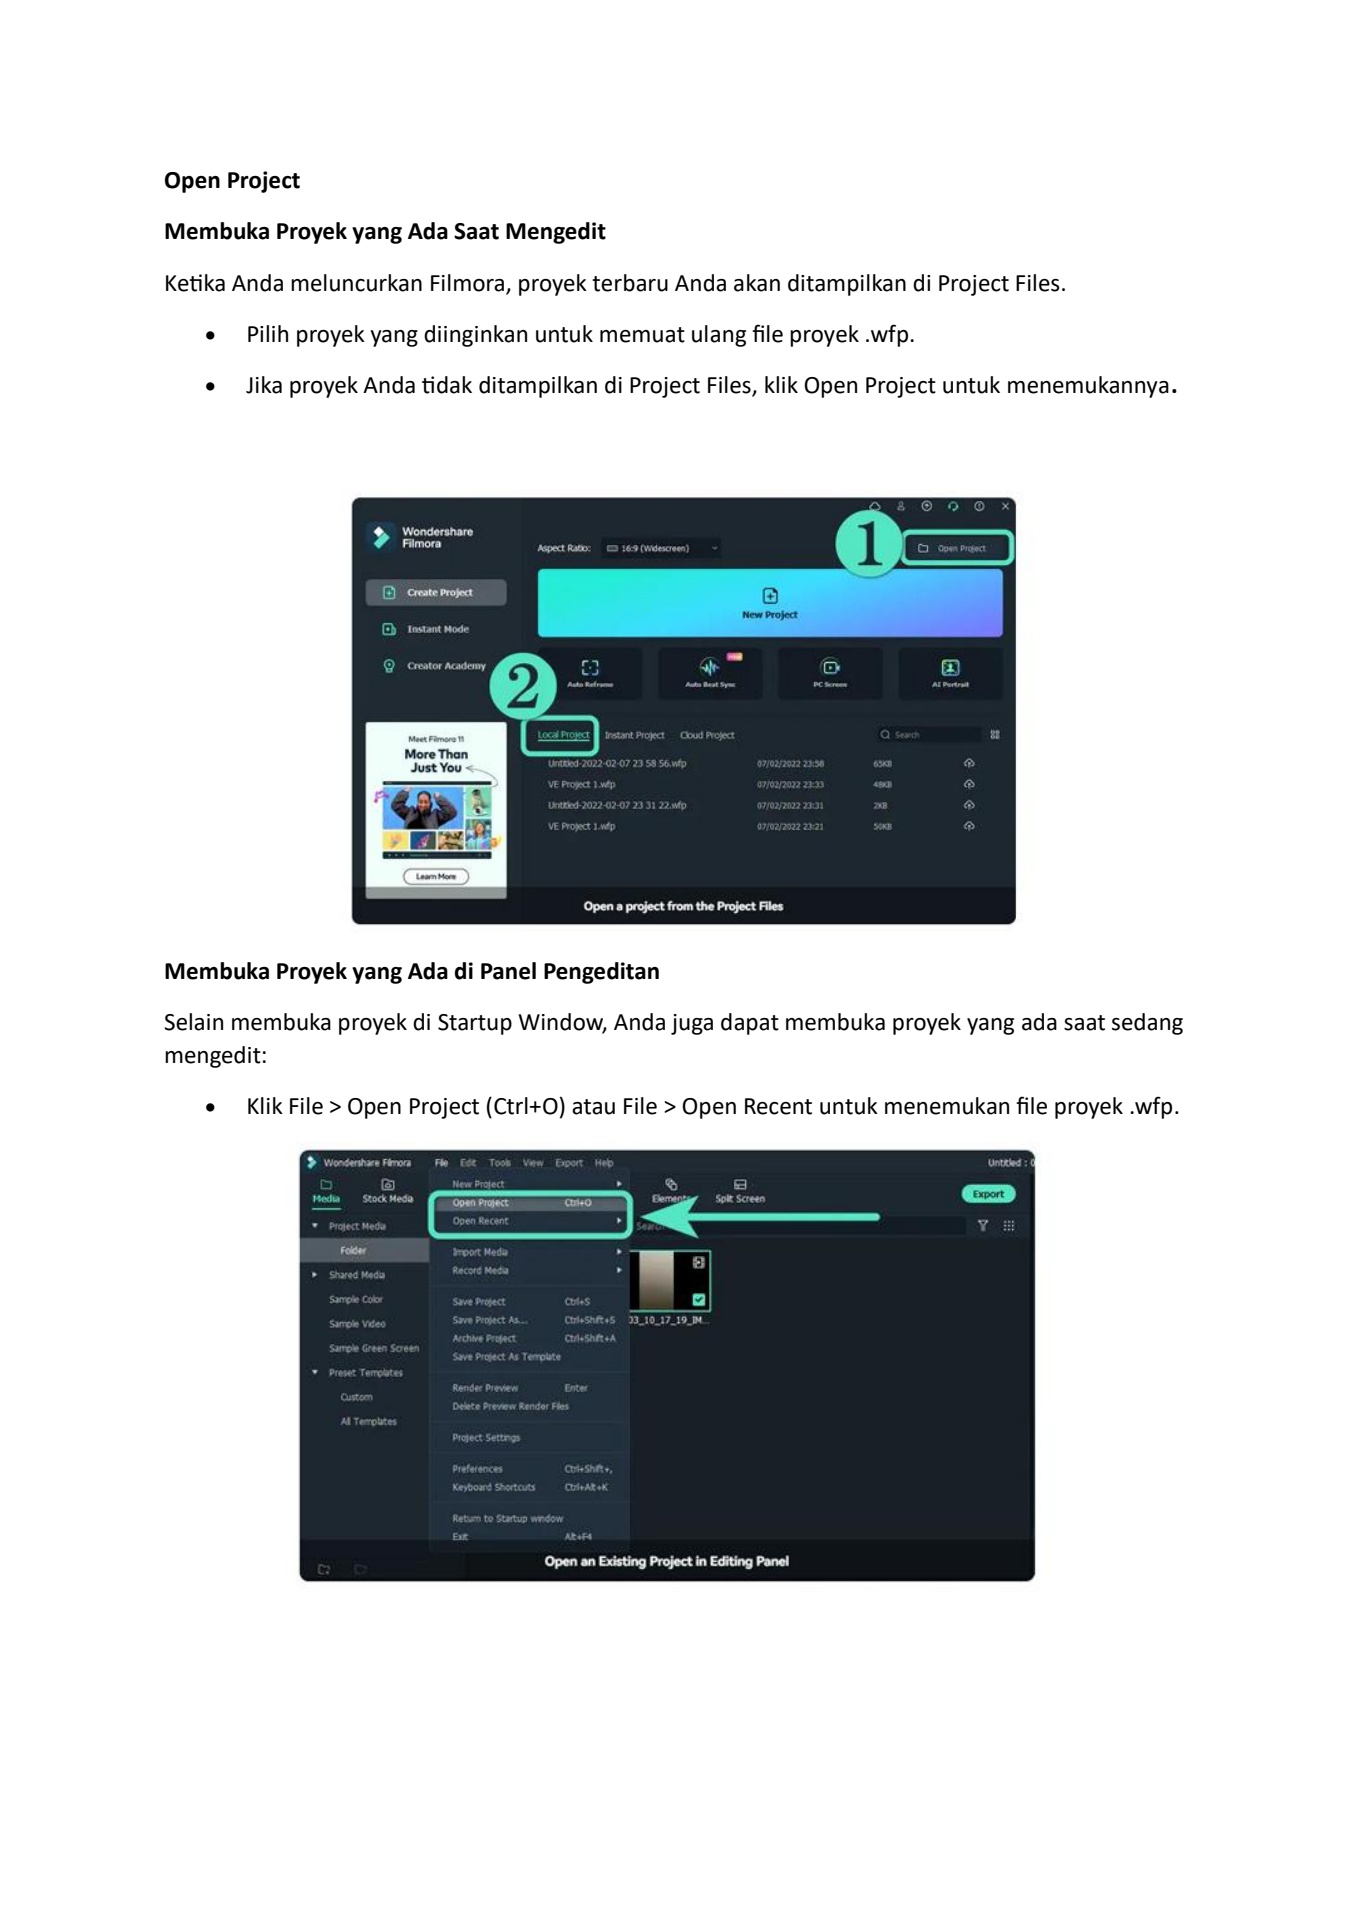 Open Project
Membuka Proyek yang Ada Saat Mengedit
Ketika Anda meluncurkan Filmora, proyek terbaru Anda akan ditampilkan di Project Files.
• Pilih proyek yang diinginkan untuk memuat ulang file proyek .wfp.
• Jika proyek Anda tidak ditampilkan di Project Files, klik Open Project untuk menemukannya.
Wondershare
Filmora
Aspect Ratio: 16:9 (Widescreen)
1
Open Project
Create Project
New Project
Instant Mode
Creator Academy
2
Auto Reframe
Auto Beat Sync
PC Screen
AI Portrait
Local Project Instant Project Cloud Project
Search
Untitled-2022-02-07 23 58 56.wfp 07/02/2022 23:58 65KB
VE Project 1.wfp 07/02/2022 23:33 48KB
Untitled-2022-02-07 23 31 22.wfp 07/02/2022 23:31 2KB
VE Project 1.wfp 07/02/2022 23:21 50KB
Meet Filmora 11
More Than
Just You
Learn More
Open a project from the Project Files
Membuka Proyek yang Ada di Panel Pengeditan
Selain membuka proyek di Startup Window, Anda juga dapat membuka proyek yang ada saat sedang
mengedit:
• Klik File > Open Project (Ctrl+O) atau File > Open Recent untuk menemukan file proyek .wfp.
Wondershare Filmora File Edit Tools View Export Help Untitled : 0
Media Stock Media
Elements Split Screen
Export
Project Media
Folder
Shared Media
Sample Color
Sample Video
Sample Green Screen
Preset Templates
Custom
All Templates
New Project
Open Project Ctrl+O
Open Recent
Import Media
Record Media
Save Project Ctrl+S
Save Project As... Ctrl+Shift+S
Archive Project Ctrl+Shift+A
Save Project As Template
Render Preview Enter
Delete Preview Render Files
Project Settings
Preferences Ctrl+Shift+,
Keyboard Shortcuts Ctrl+Alt+K
Return to Startup window
Exit Alt+F4
Search
03_10_17_19_IM...
Open an Existing Project in Editing Panel